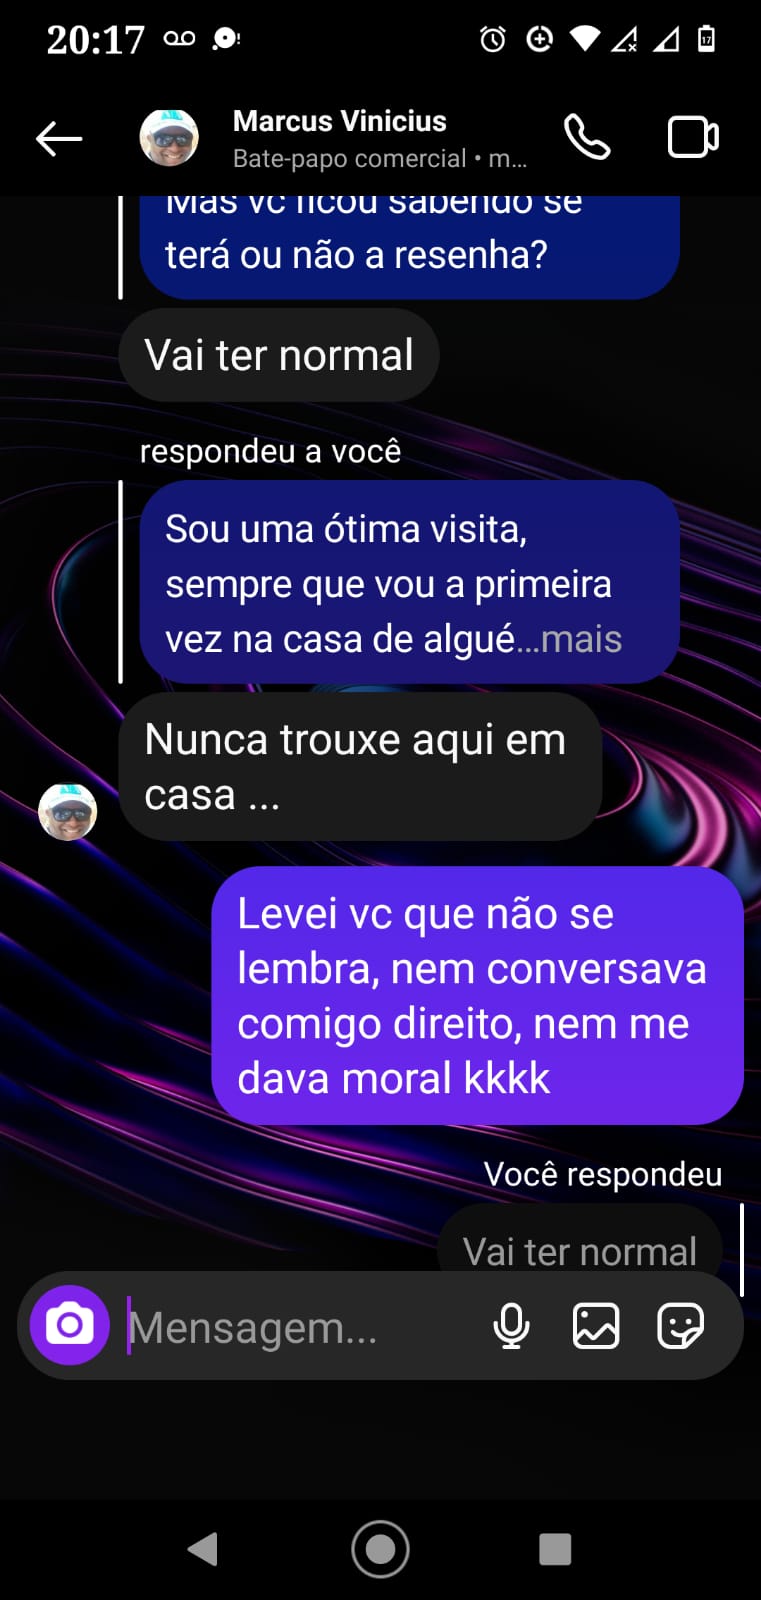 20:17
17
Marcus Vinicius
Bate-papo comercial • m...
Mas vc ficou sabendo se
terá ou não a resenha?
Vai ter normal
respondeu a você
Sou uma ótima visita,
sempre que vou a primeira
vez na casa de algué...mais
Nunca trouxe aqui em
casa ...
Levei vc que não se
lembra, nem conversava
comigo direito, nem me
dava moral kkkk
Você respondeu
Vai ter normal
Mensagem...